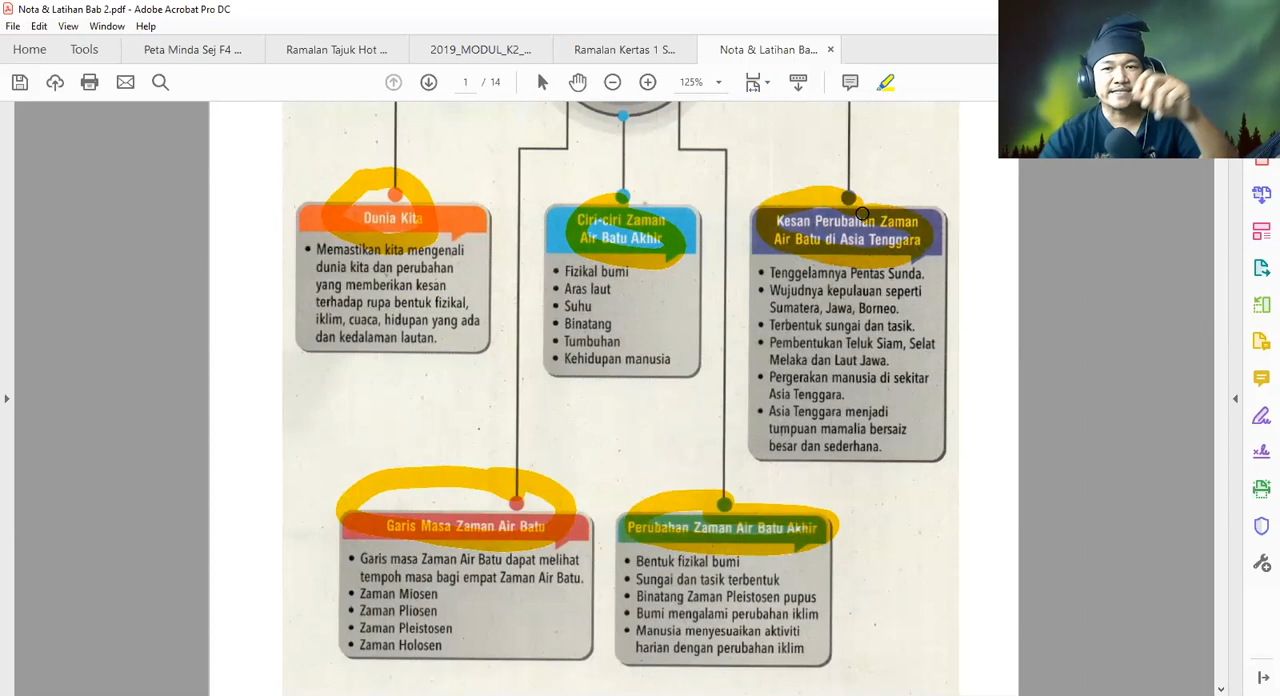 Nota & Latihan Bab 2.pdf - Adobe Acrobat Pro DC
File Edit View Window Help
Home Tools Peta Minda Sej F4 ... Ramalan Tajuk Hot ... 2019_MODUL_K2_... Ramalan Kertas 1 S... Nota & Latihan Ba... ×
1 / 14 125%
Dunia Kita
• Memastikan kita mengenali
dunia kita dan perubahan
yang memberikan kesan
terhadap rupa bentuk fizikal,
iklim, cuaca, hidupan yang ada
dan kedalaman lautan.
Ciri-ciri Zaman
Air Batu Akhir
• Fizikal bumi
• Aras laut
• Suhu
• Binatang
• Tumbuhan
• Kehidupan manusia
Kesan Perubahan Zaman
Air Batu di Asia Tenggara
• Tenggelamnya Pentas Sunda.
• Wujudnya kepulauan seperti
Sumatera, Jawa, Borneo.
• Terbentuk sungai dan tasik.
• Pembentukan Teluk Siam, Selat
Melaka dan Laut Jawa.
• Pergerakan manusia di sekitar
Asia Tenggara.
• Asia Tenggara menjadi
tumpuan mamalia bersaiz
besar dan sederhana.
Garis Masa Zaman Air Batu
• Garis masa Zaman Air Batu dapat melihat
tempoh masa bagi empat Zaman Air Batu.
• Zaman Miosen
• Zaman Pliosen
• Zaman Pleistosen
• Zaman Holosen
Perubahan Zaman Air Batu Akhir
• Bentuk fizikal bumi
• Sungai dan tasik terbentuk
• Binatang Zaman Pleistosen pupus
• Bumi mengalami perubahan iklim
• Manusia menyesuaikan aktiviti
harian dengan perubahan iklim